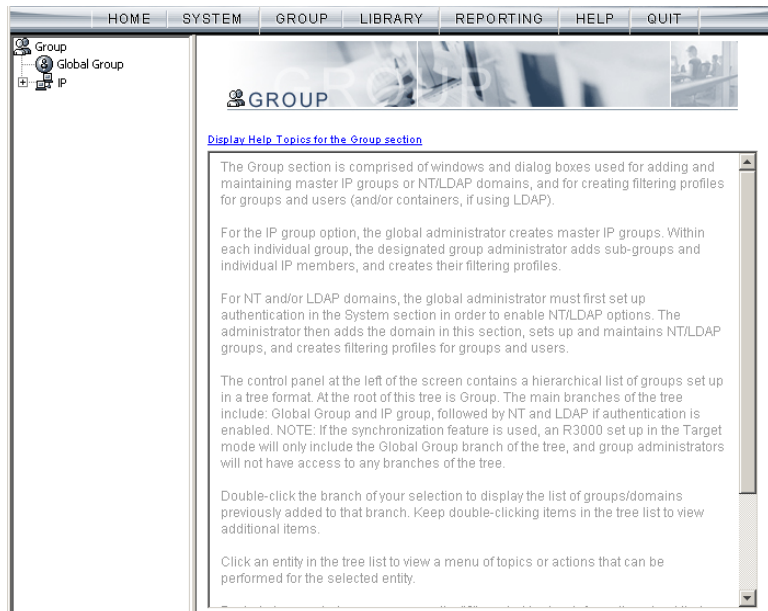 HOME SYSTEM GROUP LIBRARY REPORTING HELP QUIT
Group
Global Group
IP
GROUP
Display Help Topics for the Group section
The Group section is comprised of windows and dialog boxes used for adding and
maintaining master IP groups or NT/LDAP domains, and for creating filtering profiles
for groups and users (and/or containers, if using LDAP).
For the IP group option, the global administrator creates master IP groups. Within
each individual group, the designated group administrator adds sub-groups and
individual IP members, and creates their filtering profiles.
For NT and/or LDAP domains, the global administrator must first set up
authentication in the System section in order to enable NT/LDAP options. The
administrator then adds the domain in this section, sets up and maintains NT/LDAP
groups, and creates filtering profiles for groups and users.
The control panel at the left of the screen contains a hierarchical list of groups set up
in a tree format. At the root of this tree is Group. The main branches of the tree
include: Global Group and IP group, followed by NT and LDAP if authentication is
enabled. NOTE: If the synchronization feature is used, an R3000 set up in the Target
mode will only include the Global Group branch of the tree, and group administrators
will not have access to any branches of the tree.
Double-click the branch of your selection to display the list of groups/domains
previously added to that branch. Keep double-clicking items in the tree list to view
additional items.
Click an entity in the tree list to view a menu of topics or actions that can be
performed for the selected entity.